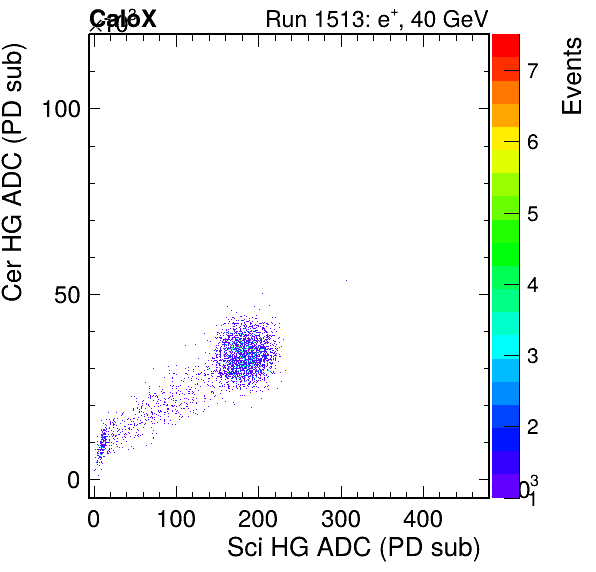 CaloX Run 1513: e⁺, 40 GeV
×10³
Cer HG ADC (PD sub)
100
50
0
0 100 200 300 400
Sci HG ADC (PD sub)
Events
7
6
5
4
3
2
1